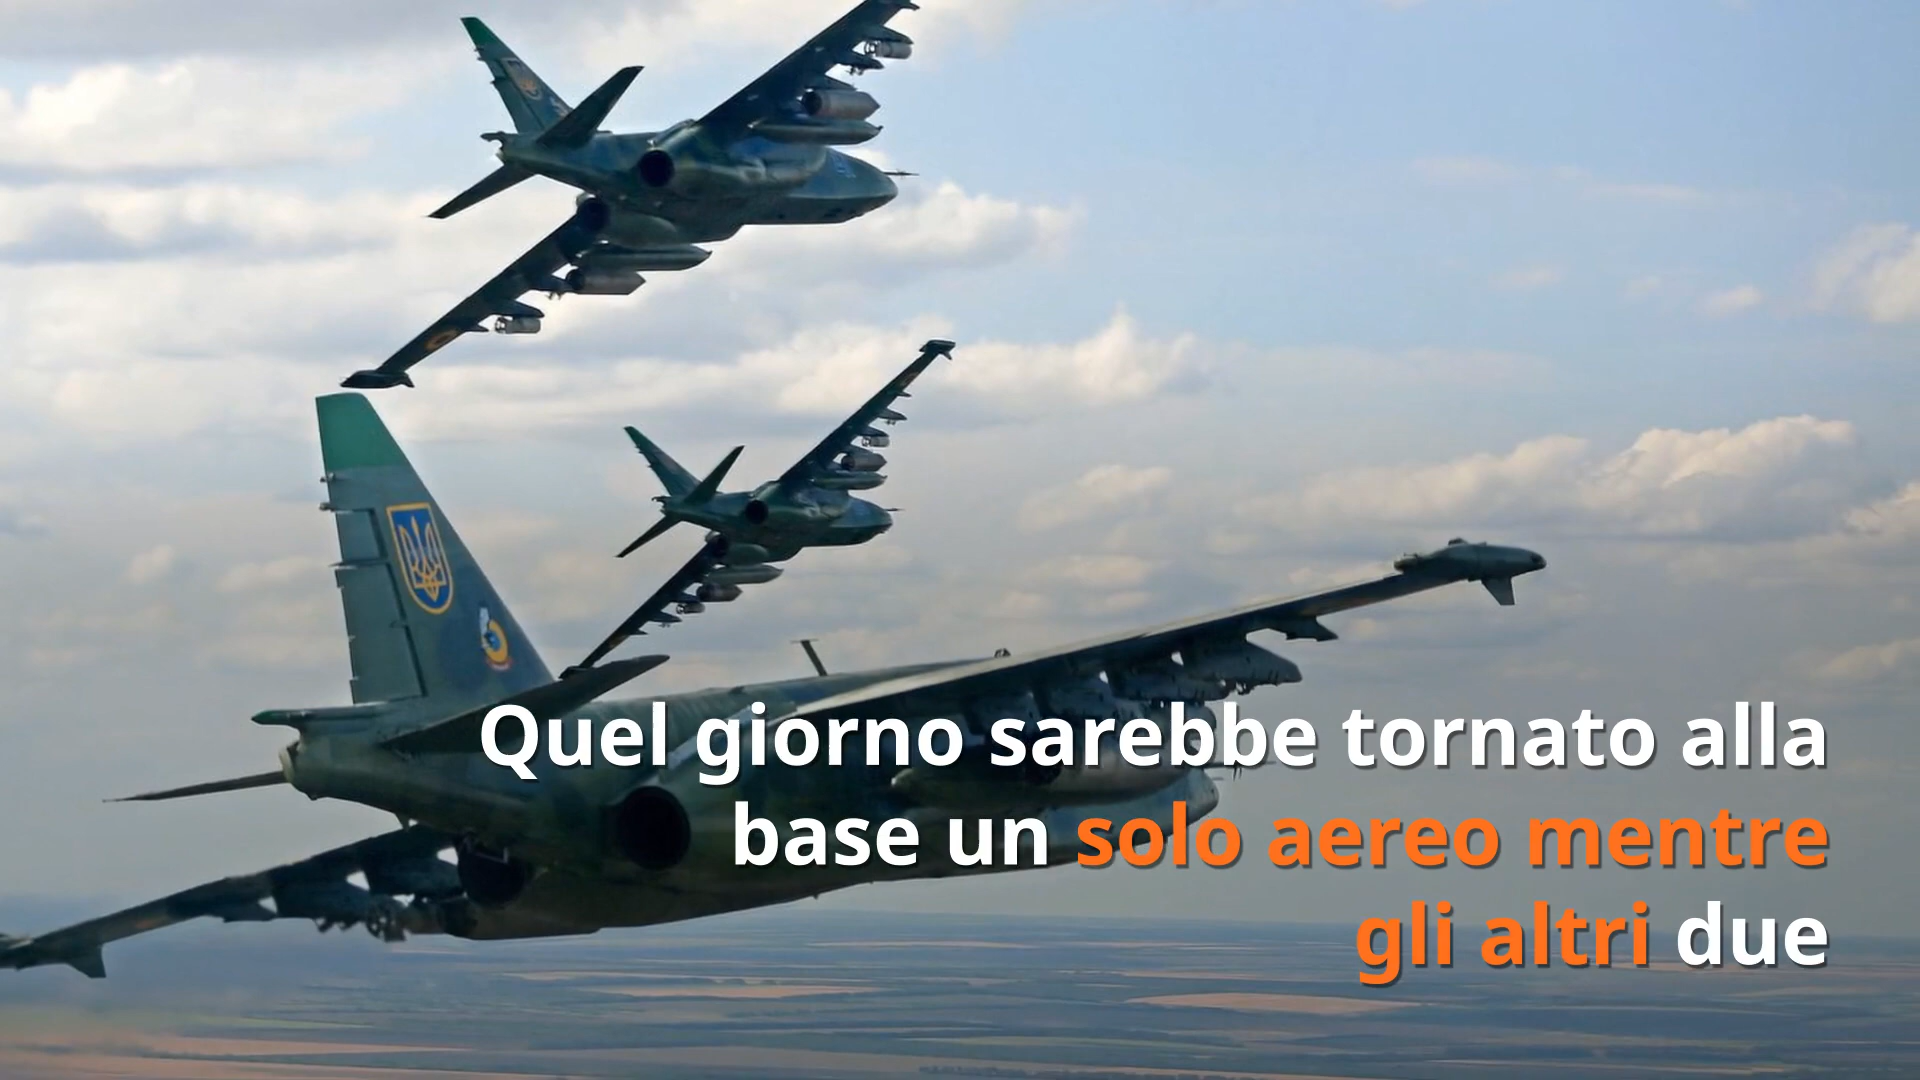 Quel giorno sarebbe tornato alla
base un solo aereo mentre
gli altri due